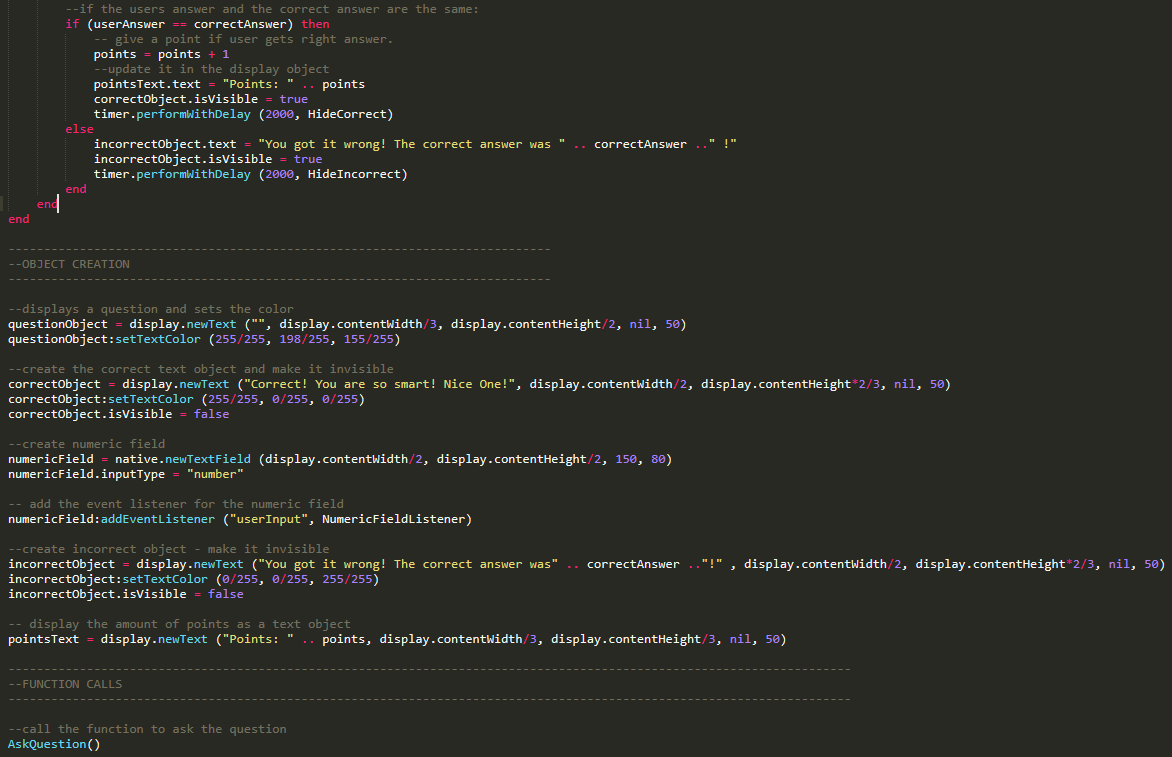 --if the users answer and the correct answer are the same:
if (userAnswer == correctAnswer) then
-- give a point if user gets right answer.
points = points + 1
--update it in the display object
pointsText.text = "Points: " .. points
correctObject.isVisible = true
timer.performWithDelay (2000, HideCorrect)
else
incorrectObject.text = "You got it wrong! The correct answer was " .. correctAnswer .." !"
incorrectObject.isVisible = true
timer.performWithDelay (2000, HideIncorrect)
end
end
end
----------------------------------------------------------------------------
--OBJECT CREATION
----------------------------------------------------------------------------
--displays a question and sets the color
questionObject = display.newText ("", display.contentWidth/3, display.contentHeight/2, nil, 50)
questionObject:setTextColor (255/255, 198/255, 155/255)
--create the correct text object and make it invisible
correctObject = display.newText ("Correct! You are so smart! Nice One!", display.contentWidth/2, display.contentHeight*2/3, nil, 50)
correctObject:setTextColor (255/255, 0/255, 0/255)
correctObject.isVisible = false
--create numeric field
numericField = native.newTextField (display.contentWidth/2, display.contentHeight/2, 150, 80)
numericField.inputType = "number"
-- add the event listener for the numeric field
numericField:addEventListener ("userInput", NumericFieldListener)
--create incorrect object - make it invisible
incorrectObject = display.newText ("You got it wrong! The correct answer was" .. correctAnswer .."!" , display.contentWidth/2, display.contentHeight*2/3, nil, 50)
incorrectObject:setTextColor (0/255, 0/255, 255/255)
incorrectObject.isVisible = false
-- display the amount of points as a text object
pointsText = display.newText ("Points: " .. points, display.contentWidth/3, display.contentHeight/3, nil, 50)
----------------------------------------------------------------------------------------------------------------------
--FUNCTION CALLS
----------------------------------------------------------------------------------------------------------------------
--call the function to ask the question
AskQuestion()